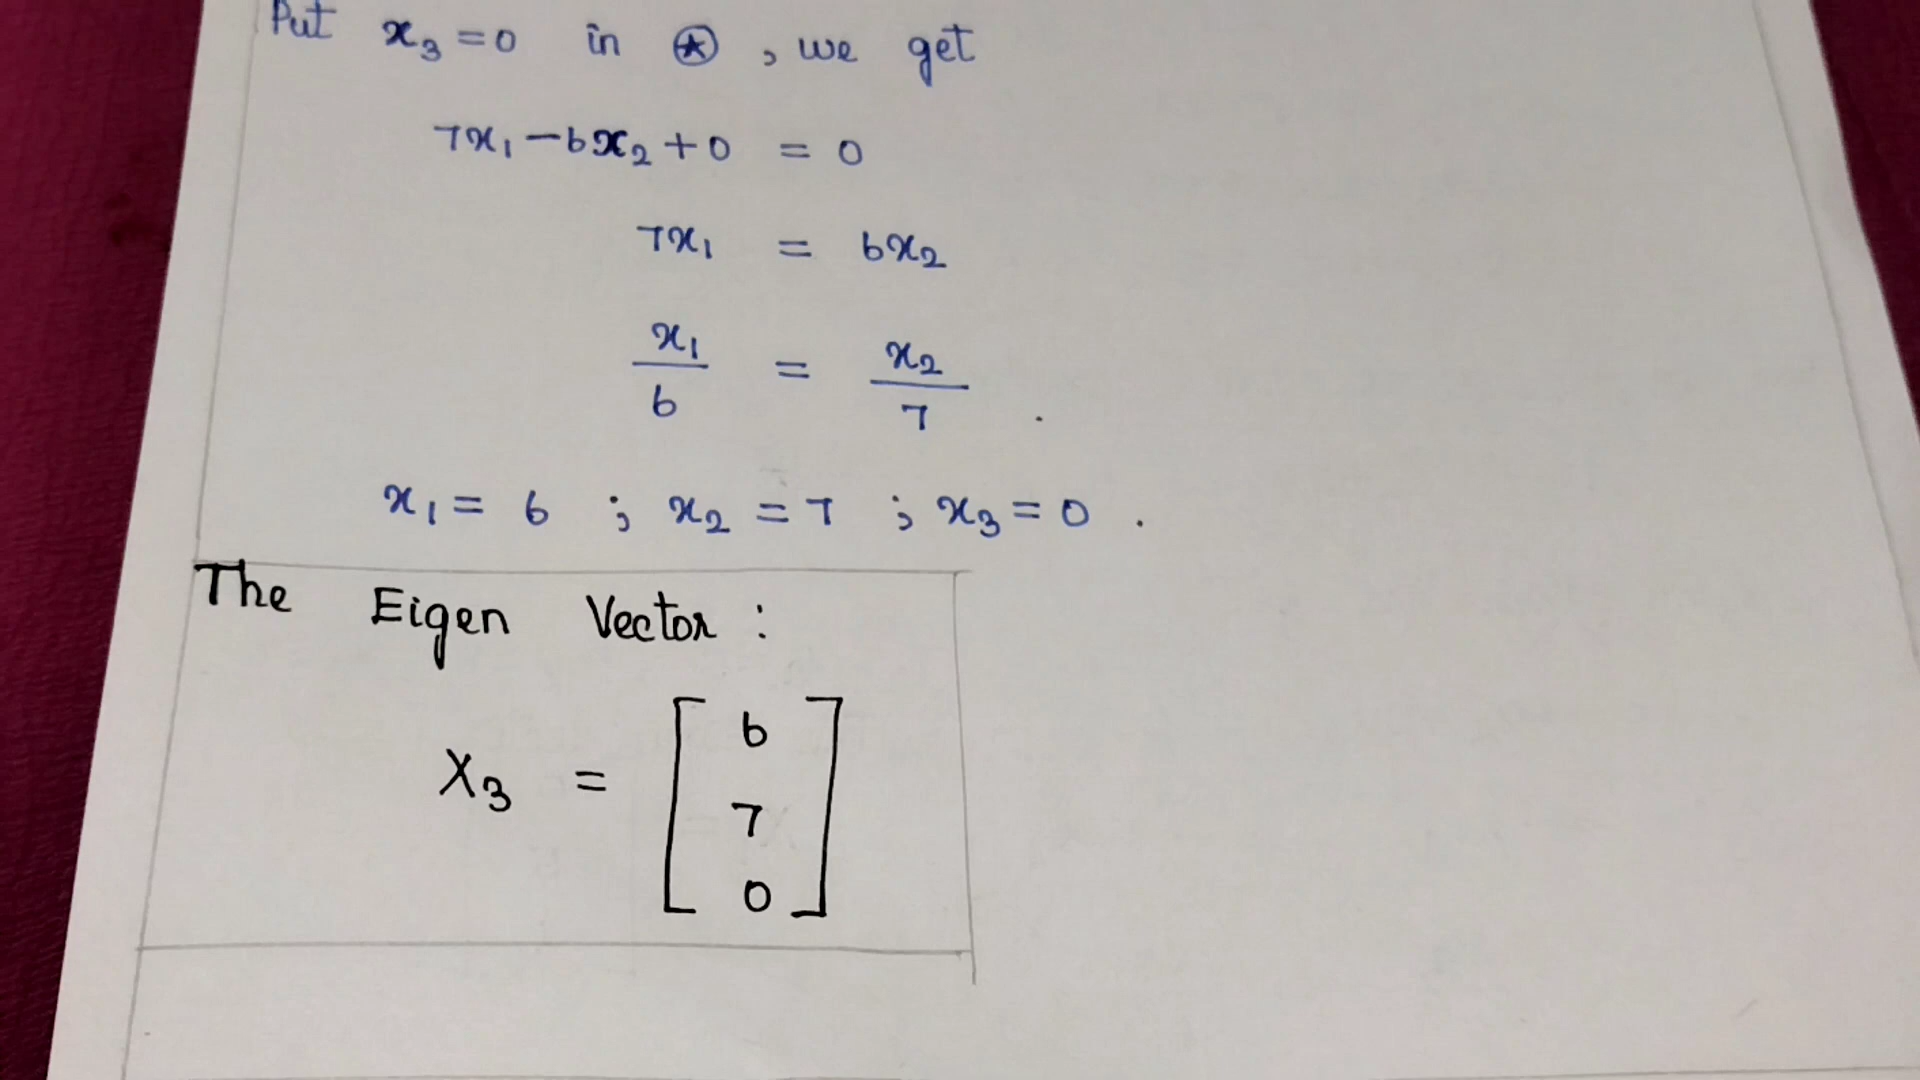 Put x₃ = 0 in ⍟, we get
7x₁ - 6x₂ + 0 = 0
7x₁ = 6x₂
x₁/6 = x₂/7 .
x₁ = 6 ; x₂ = 7 ; x₃ = 0 .
The Eigen Vector :
X₃ = [ 6
7
0 ]